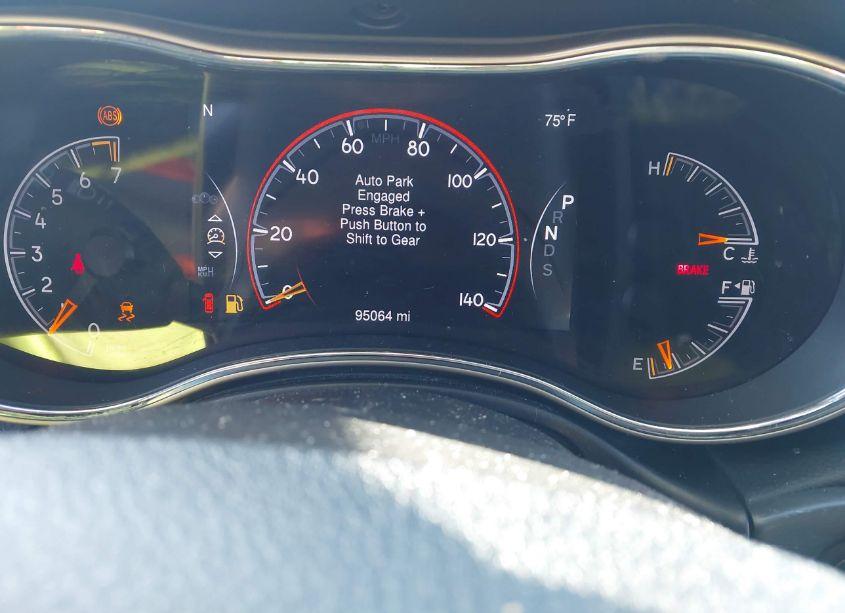 ABS
N
75°F
7
6
5
4
3
2
1
0
MPH
0
20
40
60
80
100
120
140
Auto Park
Engaged
Press Brake +
Push Button to
Shift to Gear
95064 mi
P
R
N
D
S
H
C
BRAKE
F
E